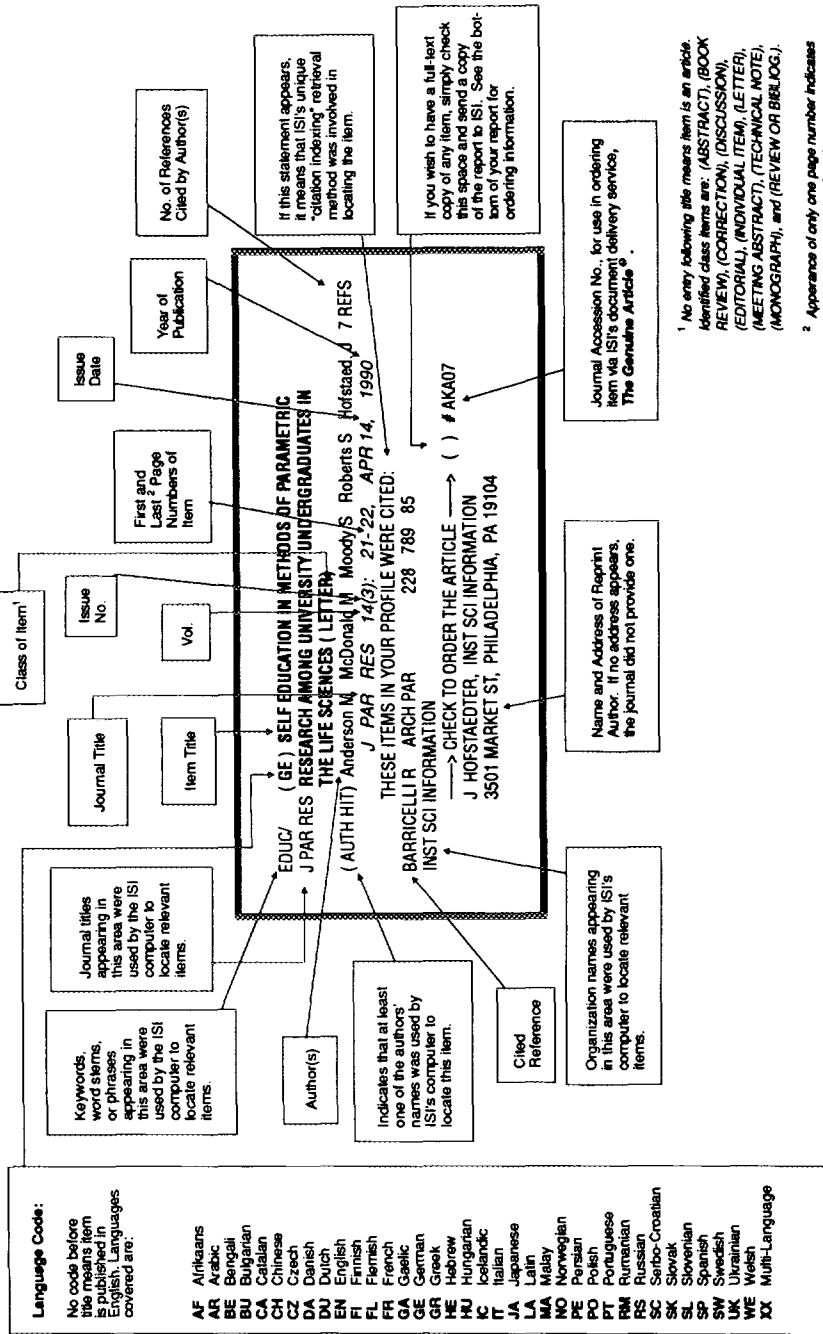 Language Code:
No code before
title means item
is published in
English. Languages
covered are:
AF Afrikaans
AR Arabic
BE Bengali
BU Bulgarian
CA Catalan
CH Chinese
CZ Czech
DA Danish
DU Dutch
EN English
FI Finnish
FL Flemish
FR French
GA Gaelic
GE German
GR Greek
HE Hebrew
HU Hungarian
IC Icelandic
IT Italian
JA Japanese
LA Latin
MA Malay
NO Norwegian
PE Persian
PO Polish
PT Portuguese
RM Rumanian
RS Russian
SC Serbo-Croatian
SK Slovak
SL Slovenian
SP Spanish
SW Swedish
UK Ukrainian
WE Welsh
XX Multi-Language
Keywords,
word stems,
or phrases
appearing in
this area were
used by the ISI
computer to
locate relevant
items.
Journal titles
appearing in
this area were
used by the ISI
computer to
locate relevant
items.
Author(s)
Indicates that at least
one of the authors'
names was used by
ISI's computer to
locate this item.
Cited
Reference
Organization names appearing
in this area were used by ISI's
computer to locate relevant
items.
Journal Title
Item Title
Class of Item¹
Vol.
Issue
No.
First and
Last ² Page
Numbers of
Item
Issue
Date
Year of
Publication
No. of References
Cited by Author(s)
EDUC/ ( GE ) SELF EDUCATION IN METHODS OF PARAMETRIC
J PAR RES RESEARCH AMONG UNIVERSITY UNDERGRADUATES IN
THE LIFE SCIENCES ( LETTER)
( AUTH HIT) Anderson M McDonald M Moody S Roberts S Hofstaed, J 7 REFS
J PAR RES 14(3): 21-22, APR 14, 1990
THESE ITEMS IN YOUR PROFILE WERE CITED:
BARRICELLI R ARCH PAR 228 789 85
INST SCI INFORMATION
——> CHECK TO ORDER THE ARTICLE ——> ( ) # AKA07
J HOFSTAEDTER, INST SCI INFORMATION
3501 MARKET ST, PHILADELPHIA, PA 19104
If this statement appears,
it means that ISI's unique
"citation indexing" retrieval
method was involved in
locating the item.
If you wish to have a full-text
copy of any item, simply check
this space and send a copy
of the report to ISI. See the bot-
tom of your report for
ordering information.
Name and Address of Reprint
Author. If no address appears,
the journal did not provide one.
Journal Accession No., for use in ordering
item via ISI's document delivery service,
The Genuine Article ®.
¹ No entry following title means item is an article.
Identified class items are: (ABSTRACT), (BOOK
REVIEW), (CORRECTION), (DISCUSSION),
(EDITORIAL), (INDIVIDUAL ITEM), (LETTER),
(MEETING ABSTRACT), (TECHNICAL NOTE),
(MONOGRAPH), and (REVIEW OR BIBLIOG.).
² Apperance of only one page number indicates